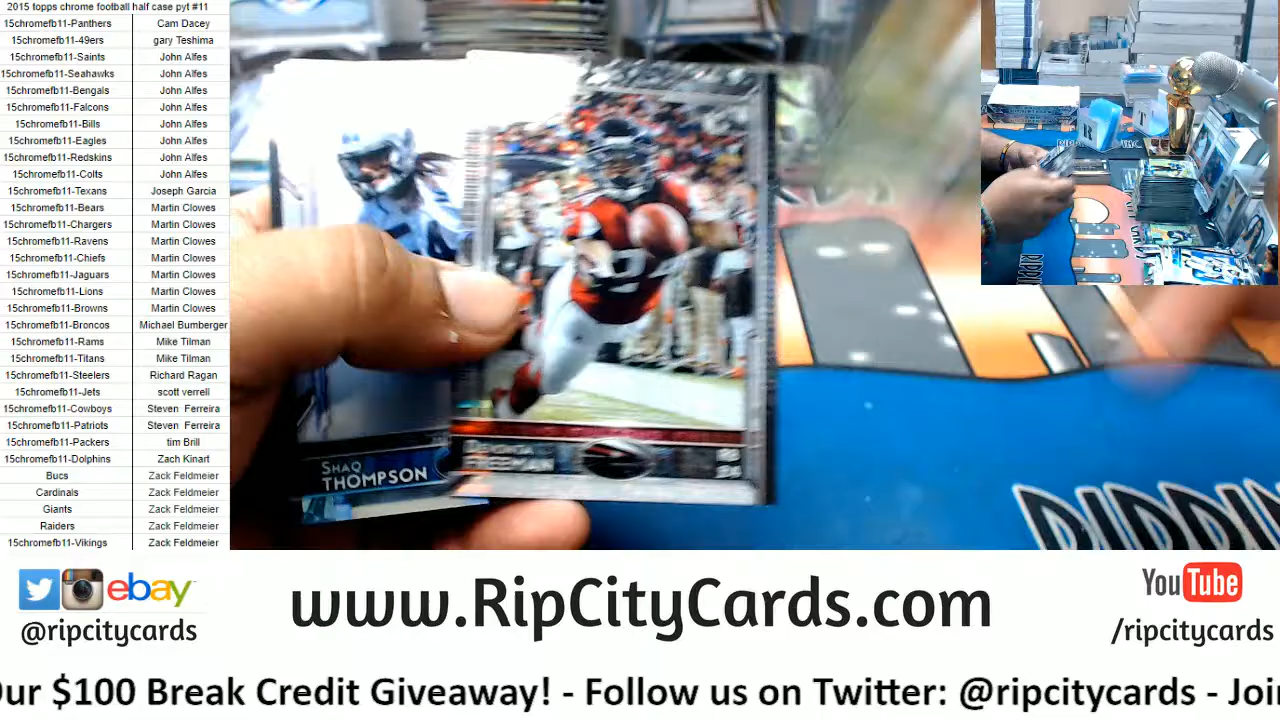 2015 topps chrome football half case pyt #11
15chromefb11-Panthers Cam Dacey
15chromefb11-49ers gary Teshima
15chromefb11-Saints John Alfes
15chromefb11-Seahawks John Alfes
15chromefb11-Bengals John Alfes
15chromefb11-Falcons John Alfes
15chromefb11-Bills John Alfes
15chromefb11-Eagles John Alfes
15chromefb11-Redskins John Alfes
15chromefb11-Colts John Alfes
15chromefb11-Texans Joseph Garcia
15chromefb11-Bears Martin Clowes
15chromefb11-Chargers Martin Clowes
15chromefb11-Ravens Martin Clowes
15chromefb11-Chiefs Martin Clowes
15chromefb11-Jaguars Martin Clowes
15chromefb11-Lions Martin Clowes
15chromefb11-Browns Martin Clowes
15chromefb11-Broncos Michael Bumberger
15chromefb11-Rams Mike Tilman
15chromefb11-Titans Mike Tilman
15chromefb11-Steelers Richard Ragan
15chromefb11-Jets scott verrell
15chromefb11-Cowboys Steven Ferreira
15chromefb11-Patriots Steven Ferreira
15chromefb11-Packers tim Brill
15chromefb11-Dolphins Zach Kinart
Bucs Zack Feldmeier
Cardinals Zack Feldmeier
Giants Zack Feldmeier
Raiders Zack Feldmeier
15chromefb11-Vikings Zack Feldmeier
SHAQ
THOMPSON
ebay
@ripcitycards
www.RipCityCards.com
YouTube
/ripcitycards
Our $100 Break Credit Giveaway! - Follow us on Twitter: @ripcitycards - Join